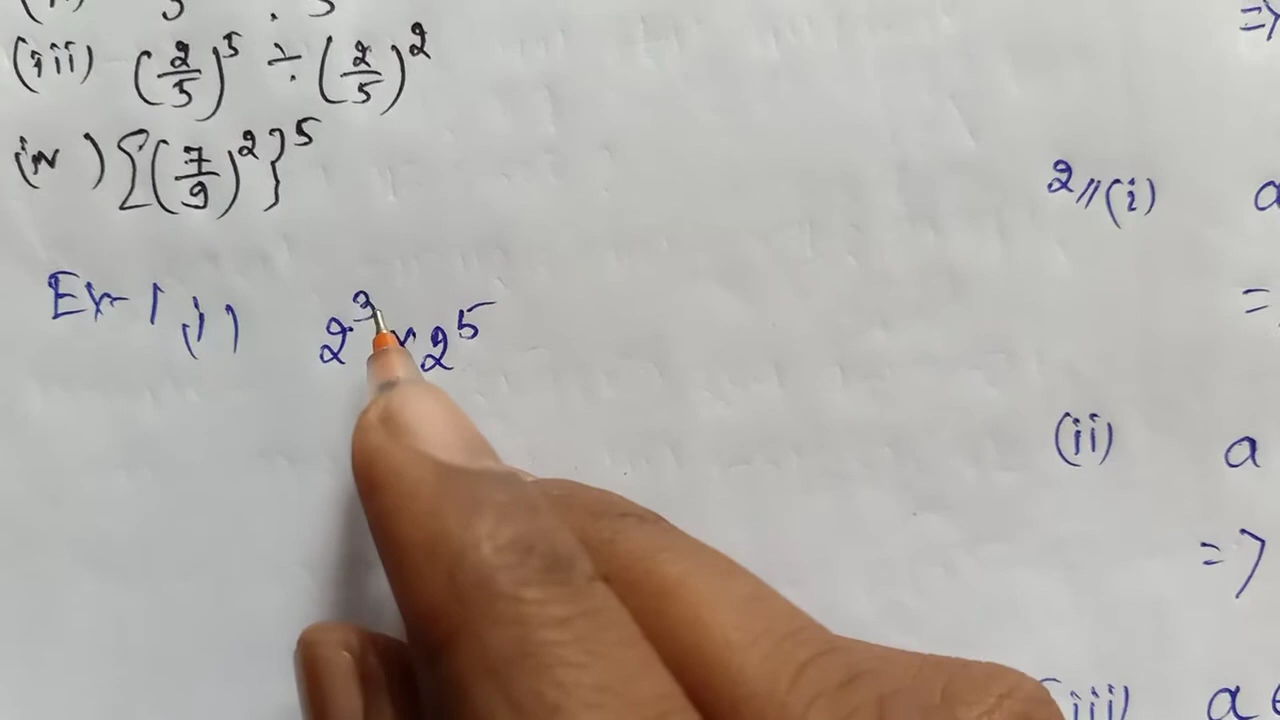 (iii) (2/5)^5 ÷ (2/5)^2
(iv) {(7/9)^2}^5
Ex-1, (i) 2^3 × 2^5
=>
2//(i) a
=
(ii) a
=>
(iii) a